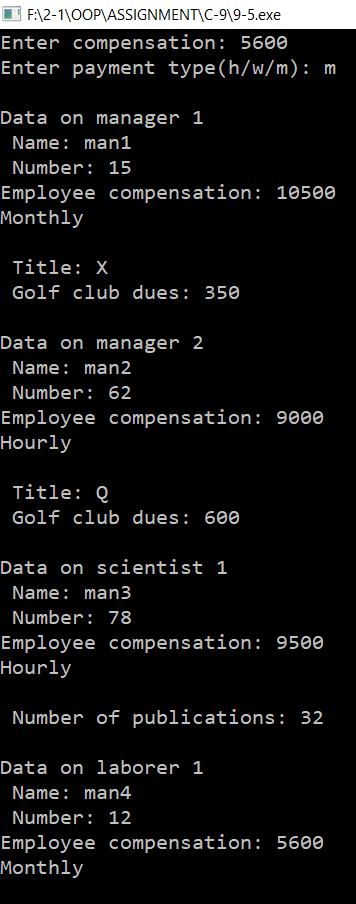 F:\2-1\OOP\ASSIGNMENT\C-9\9-5.exe
Enter compensation: 5600
Enter payment type(h/w/m): m
Data on manager 1
Name: man1
Number: 15
Employee compensation: 10500
Monthly
Title: X
Golf club dues: 350
Data on manager 2
Name: man2
Number: 62
Employee compensation: 9000
Hourly
Title: Q
Golf club dues: 600
Data on scientist 1
Name: man3
Number: 78
Employee compensation: 9500
Hourly
Number of publications: 32
Data on laborer 1
Name: man4
Number: 12
Employee compensation: 5600
Monthly